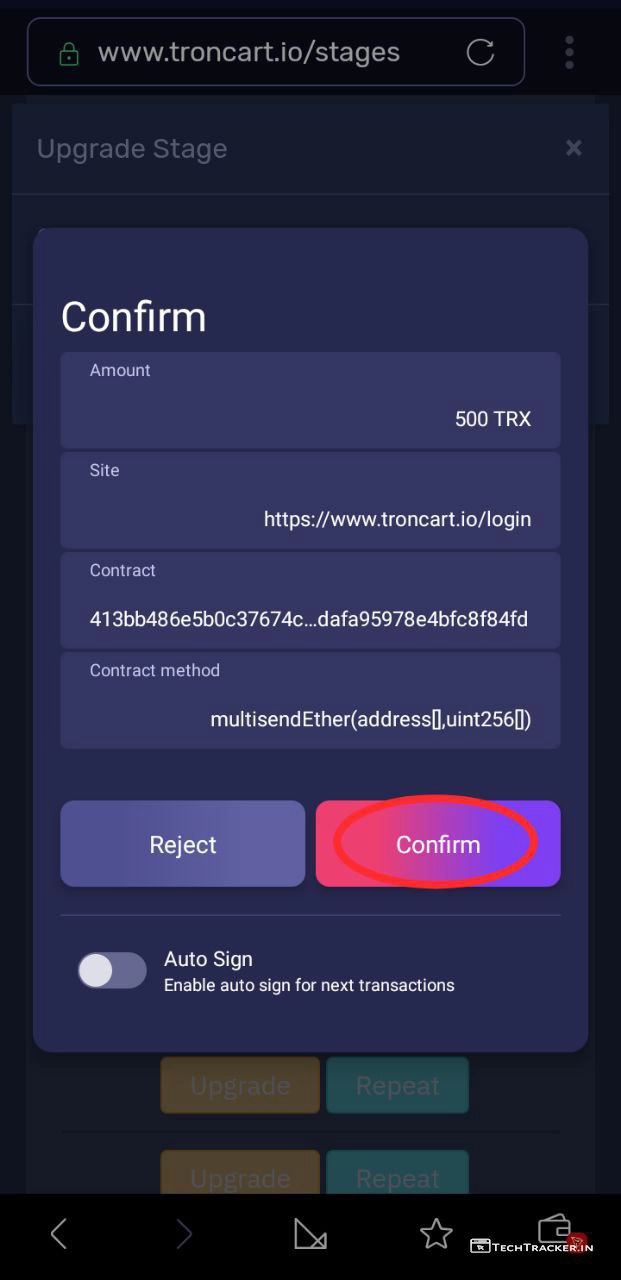 www.troncart.io/stages
Upgrade Stage
×
Confirm
Amount
500 TRX
Site
https://www.troncart.io/login
Contract
413bb486e5b0c37674c...dafa95978e4bfc8f84fd
Contract method
multisendEther(address[],uint256[])
Reject
Confirm
Auto Sign
Enable auto sign for next transactions
Upgrade
Repeat
Upgrade
Repeat
TECHTRACKER.IN